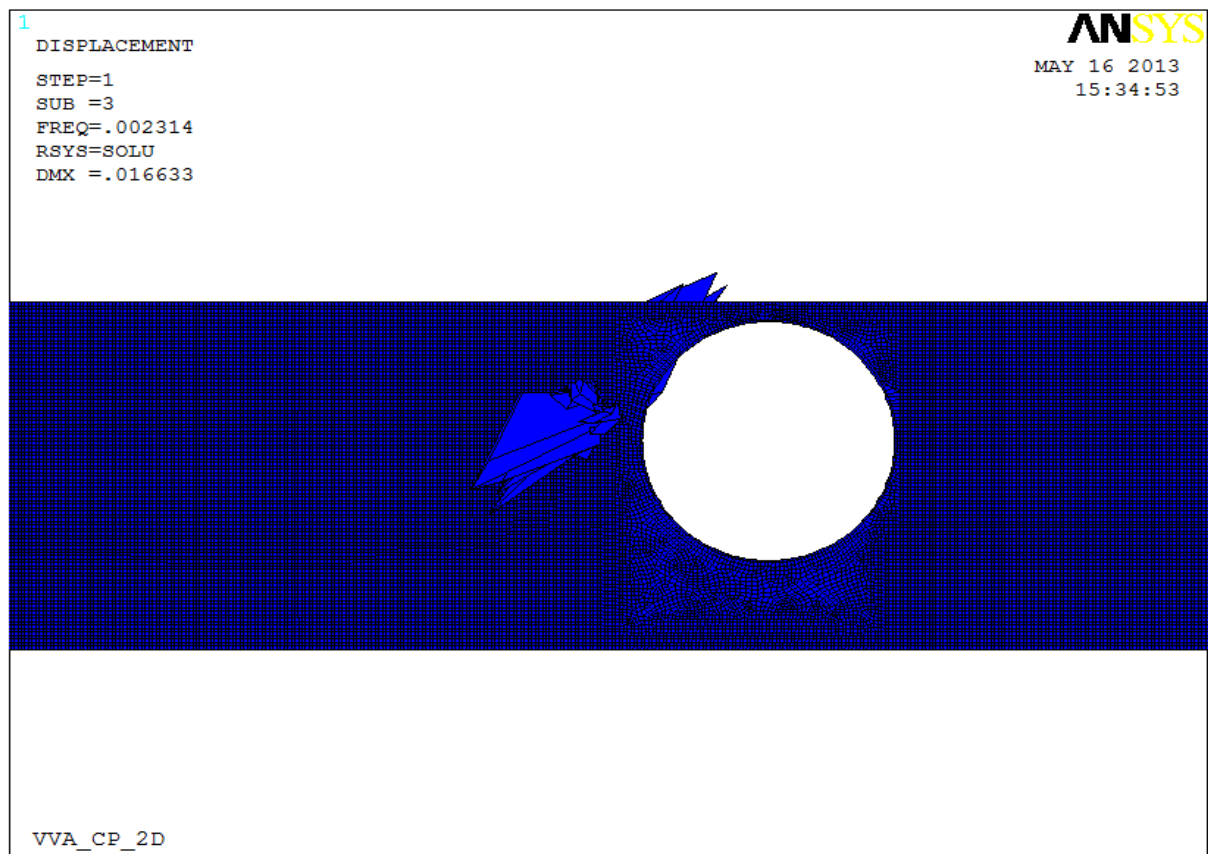 1
DISPLACEMENT
STEP=1
SUB =3
FREQ=.002314
RSYS=SOLU
DMX =.016633
ANSYS
MAY 16 2013
15:34:53
VVA_CP_2D